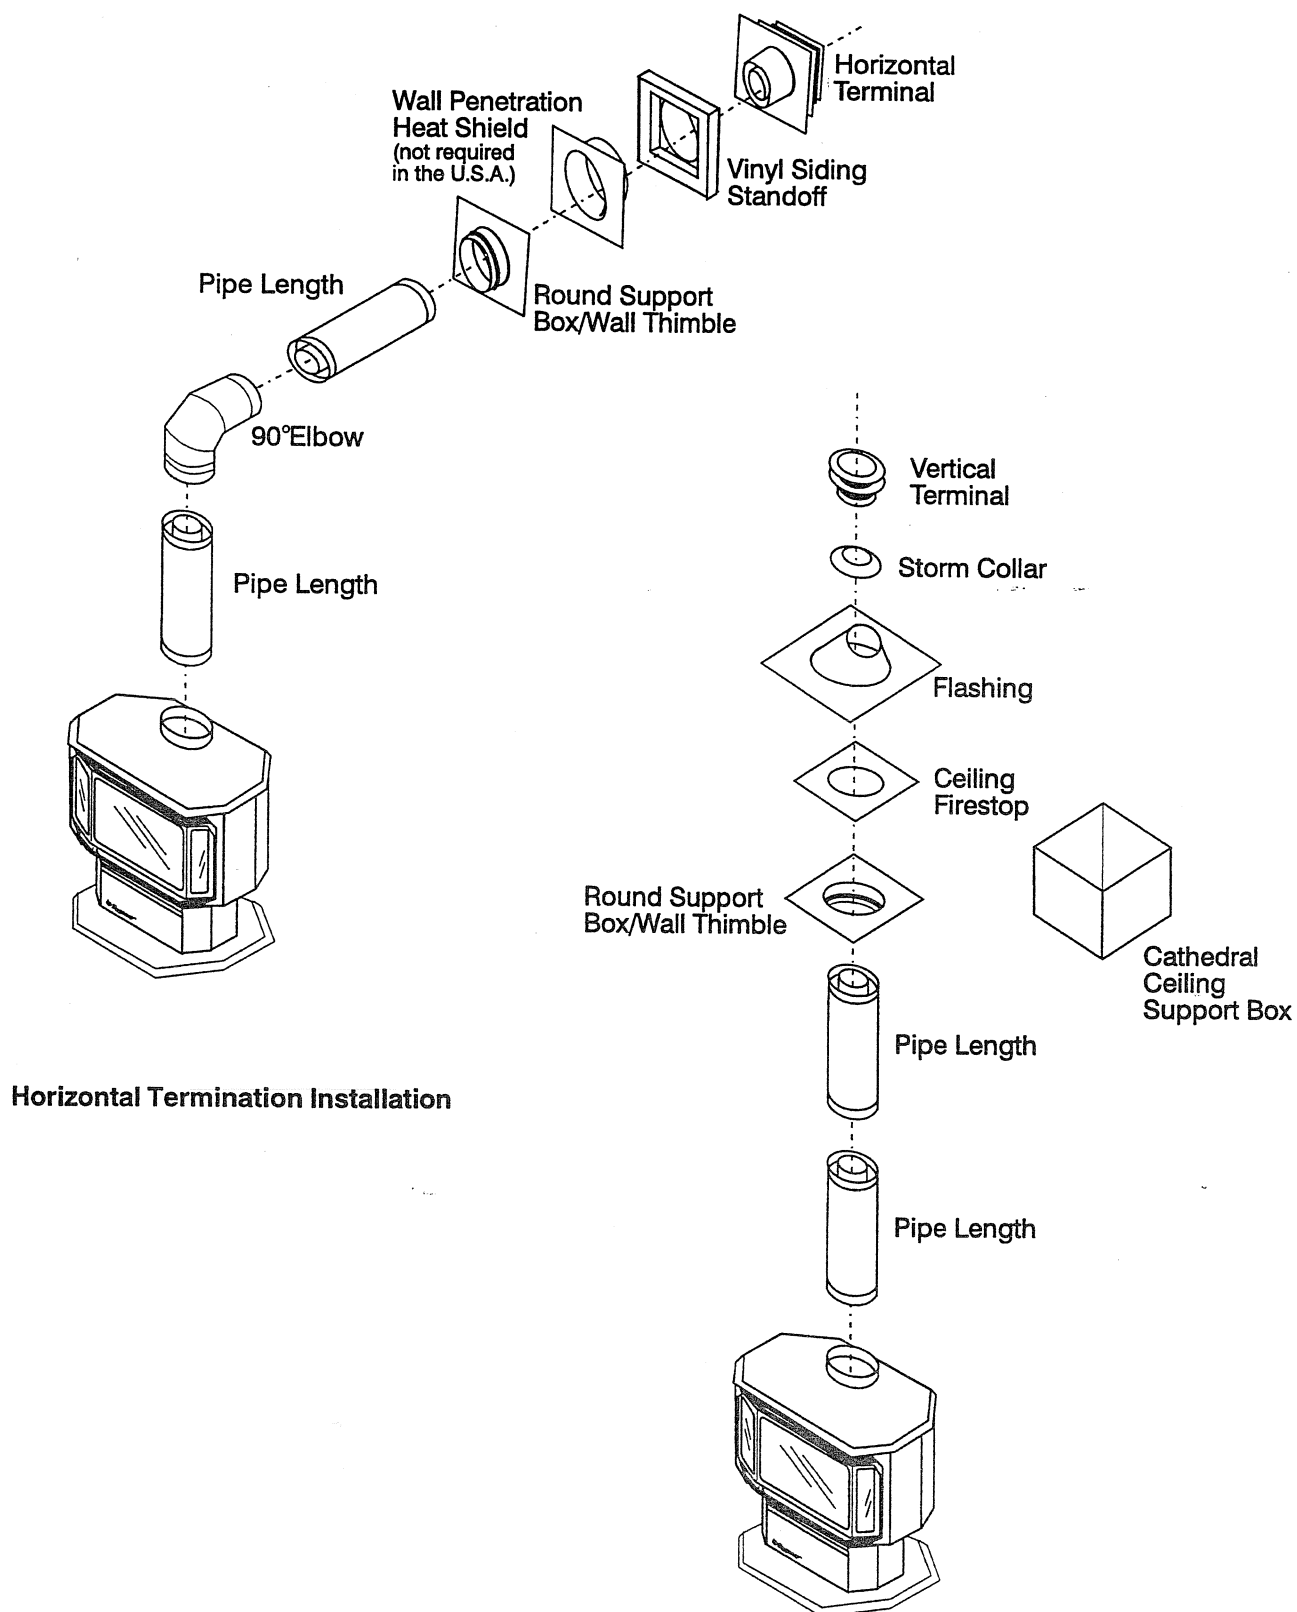 Horizontal
Terminal
Wall Penetration
Heat Shield
(not required
in the U.S.A.)
Vinyl Siding
Standoff
Pipe Length
Round Support
Box/Wall Thimble
90°Elbow
Pipe Length
Vertical
Terminal
Storm Collar
Flashing
Ceiling
Firestop
Round Support
Box/Wall Thimble
Cathedral
Ceiling
Support Box
Pipe Length
Horizontal Termination Installation
Pipe Length